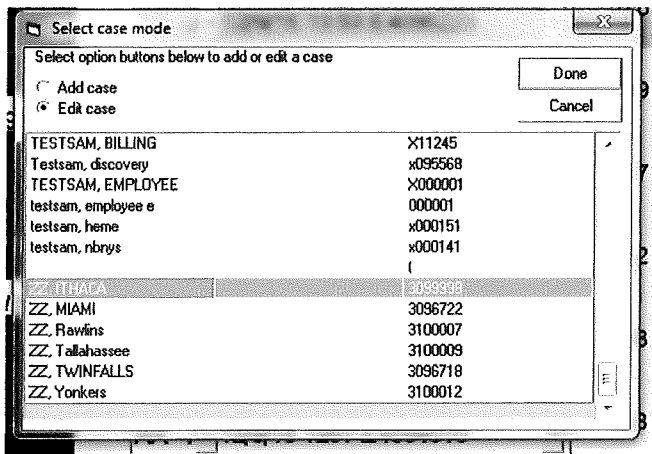 Select case mode
Select option buttons below to add or edit a case
Add case
Edit case
Done
Cancel
TESTSAM, BILLING X11245
Testsam, discovery x095568
TESTSAM, EMPLOYEE X000001
testsam, employee e 000001
testsam, heme x000151
testsam, nbnys x000141
(
ZZ, ITHACA 3099998
ZZ, MIAMI 3096722
ZZ, Rawlins 3100007
ZZ, Tallahassee 3100009
ZZ, TWINFALLS 3096718
ZZ, Yonkers 3100012